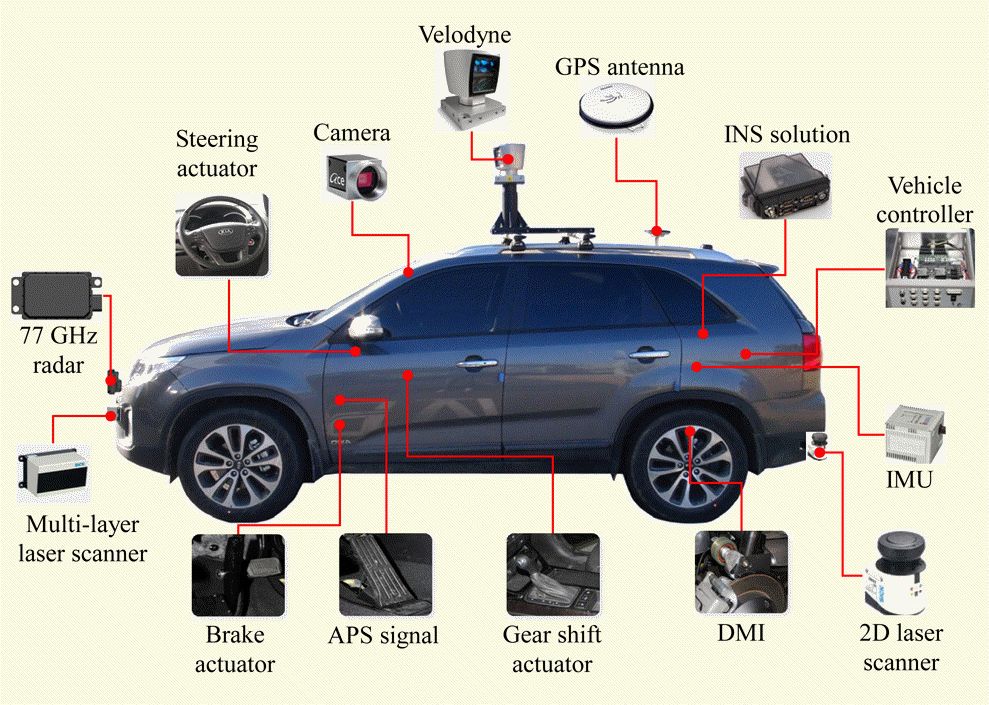 Velodyne
GPS antenna
Steering
actuator
Camera
INS solution
Vehicle
controller
77 GHz
radar
Multi-layer
laser scanner
IMU
Brake
actuator
APS signal
Gear shift
actuator
DMI
2D laser
scanner